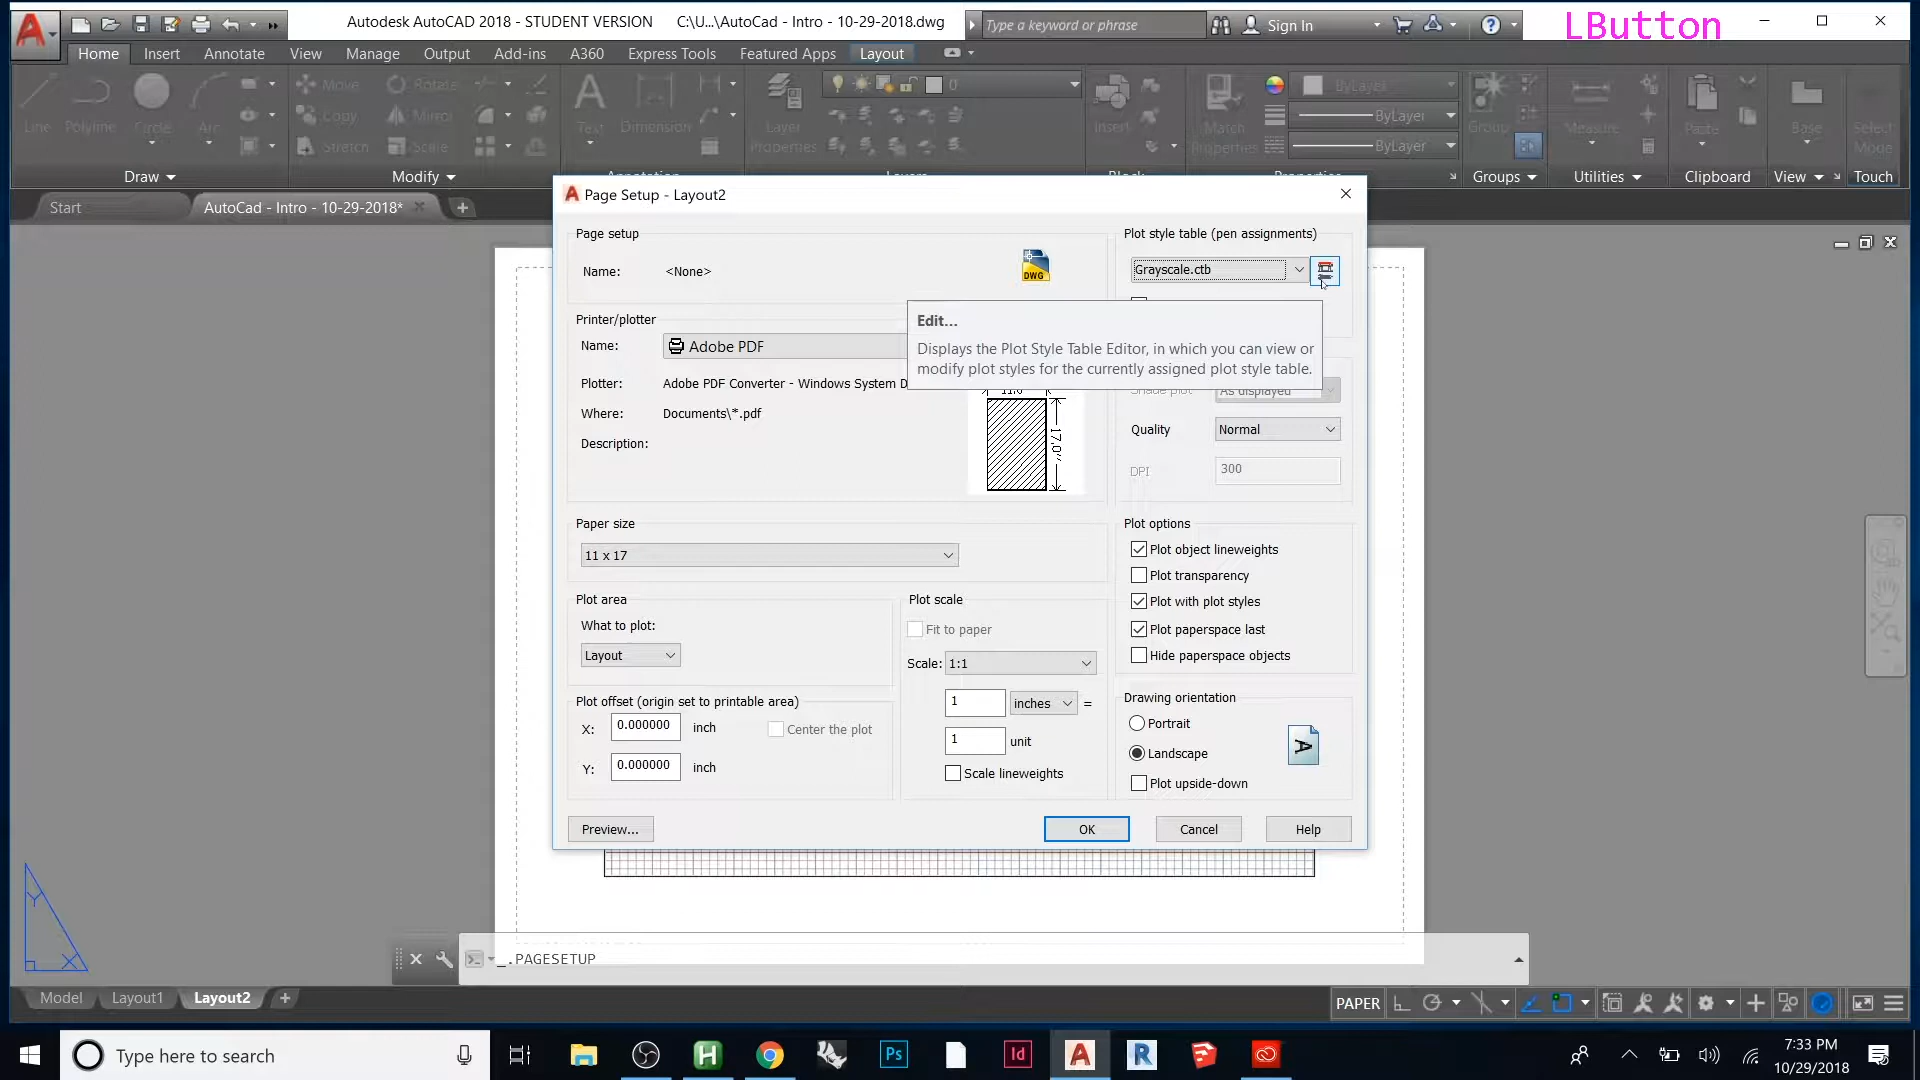 Autodesk AutoCAD 2018 - STUDENT VERSION C:\U...\AutoCad - Intro - 10-29-2018.dwg
Type a keyword or phrase
Sign In
LButton
Home Insert Annotate View Manage Output Add-ins A360 Express Tools Featured Apps Layout
Line Polyline Circle Arc
Move Rotate
Copy Mirror
Stretch Scale
Text Dimension
Layer Properties
0
Insert
Match Properties
ByLayer
ByLayer
ByLayer
Group
Measure
Paste
Base
Select Mode
Draw Modify Groups Utilities Clipboard View Touch
Start AutoCad - Intro - 10-29-2018*
Page Setup - Layout2
Page setup
Name: <None>
DWG
Plot style table (pen assignments)
Grayscale.ctb
Edit...
Displays the Plot Style Table Editor, in which you can view or
modify plot styles for the currently assigned plot style table.
Printer/plotter
Name: Adobe PDF
Plotter: Adobe PDF Converter - Windows System D
Where: Documents\*.pdf
Description:
17.0''
Shade plot As displayed
Quality Normal
DPI 300
Paper size
11 x 17
Plot options
Plot object lineweights
Plot transparency
Plot with plot styles
Plot paperspace last
Hide paperspace objects
Plot area
What to plot:
Layout
Plot scale
Fit to paper
Scale: 1:1
1 inches =
1 unit
Scale lineweights
Plot offset (origin set to printable area)
X: 0.000000 inch Center the plot
Y: 0.000000 inch
Drawing orientation
Portrait
Landscape
A
Plot upside-down
Preview... OK Cancel Help
Y
X
PAGESETUP
Model Layout1 Layout2
PAPER
Type here to search
Ps
Id
A
R
7:33 PM
10/29/2018